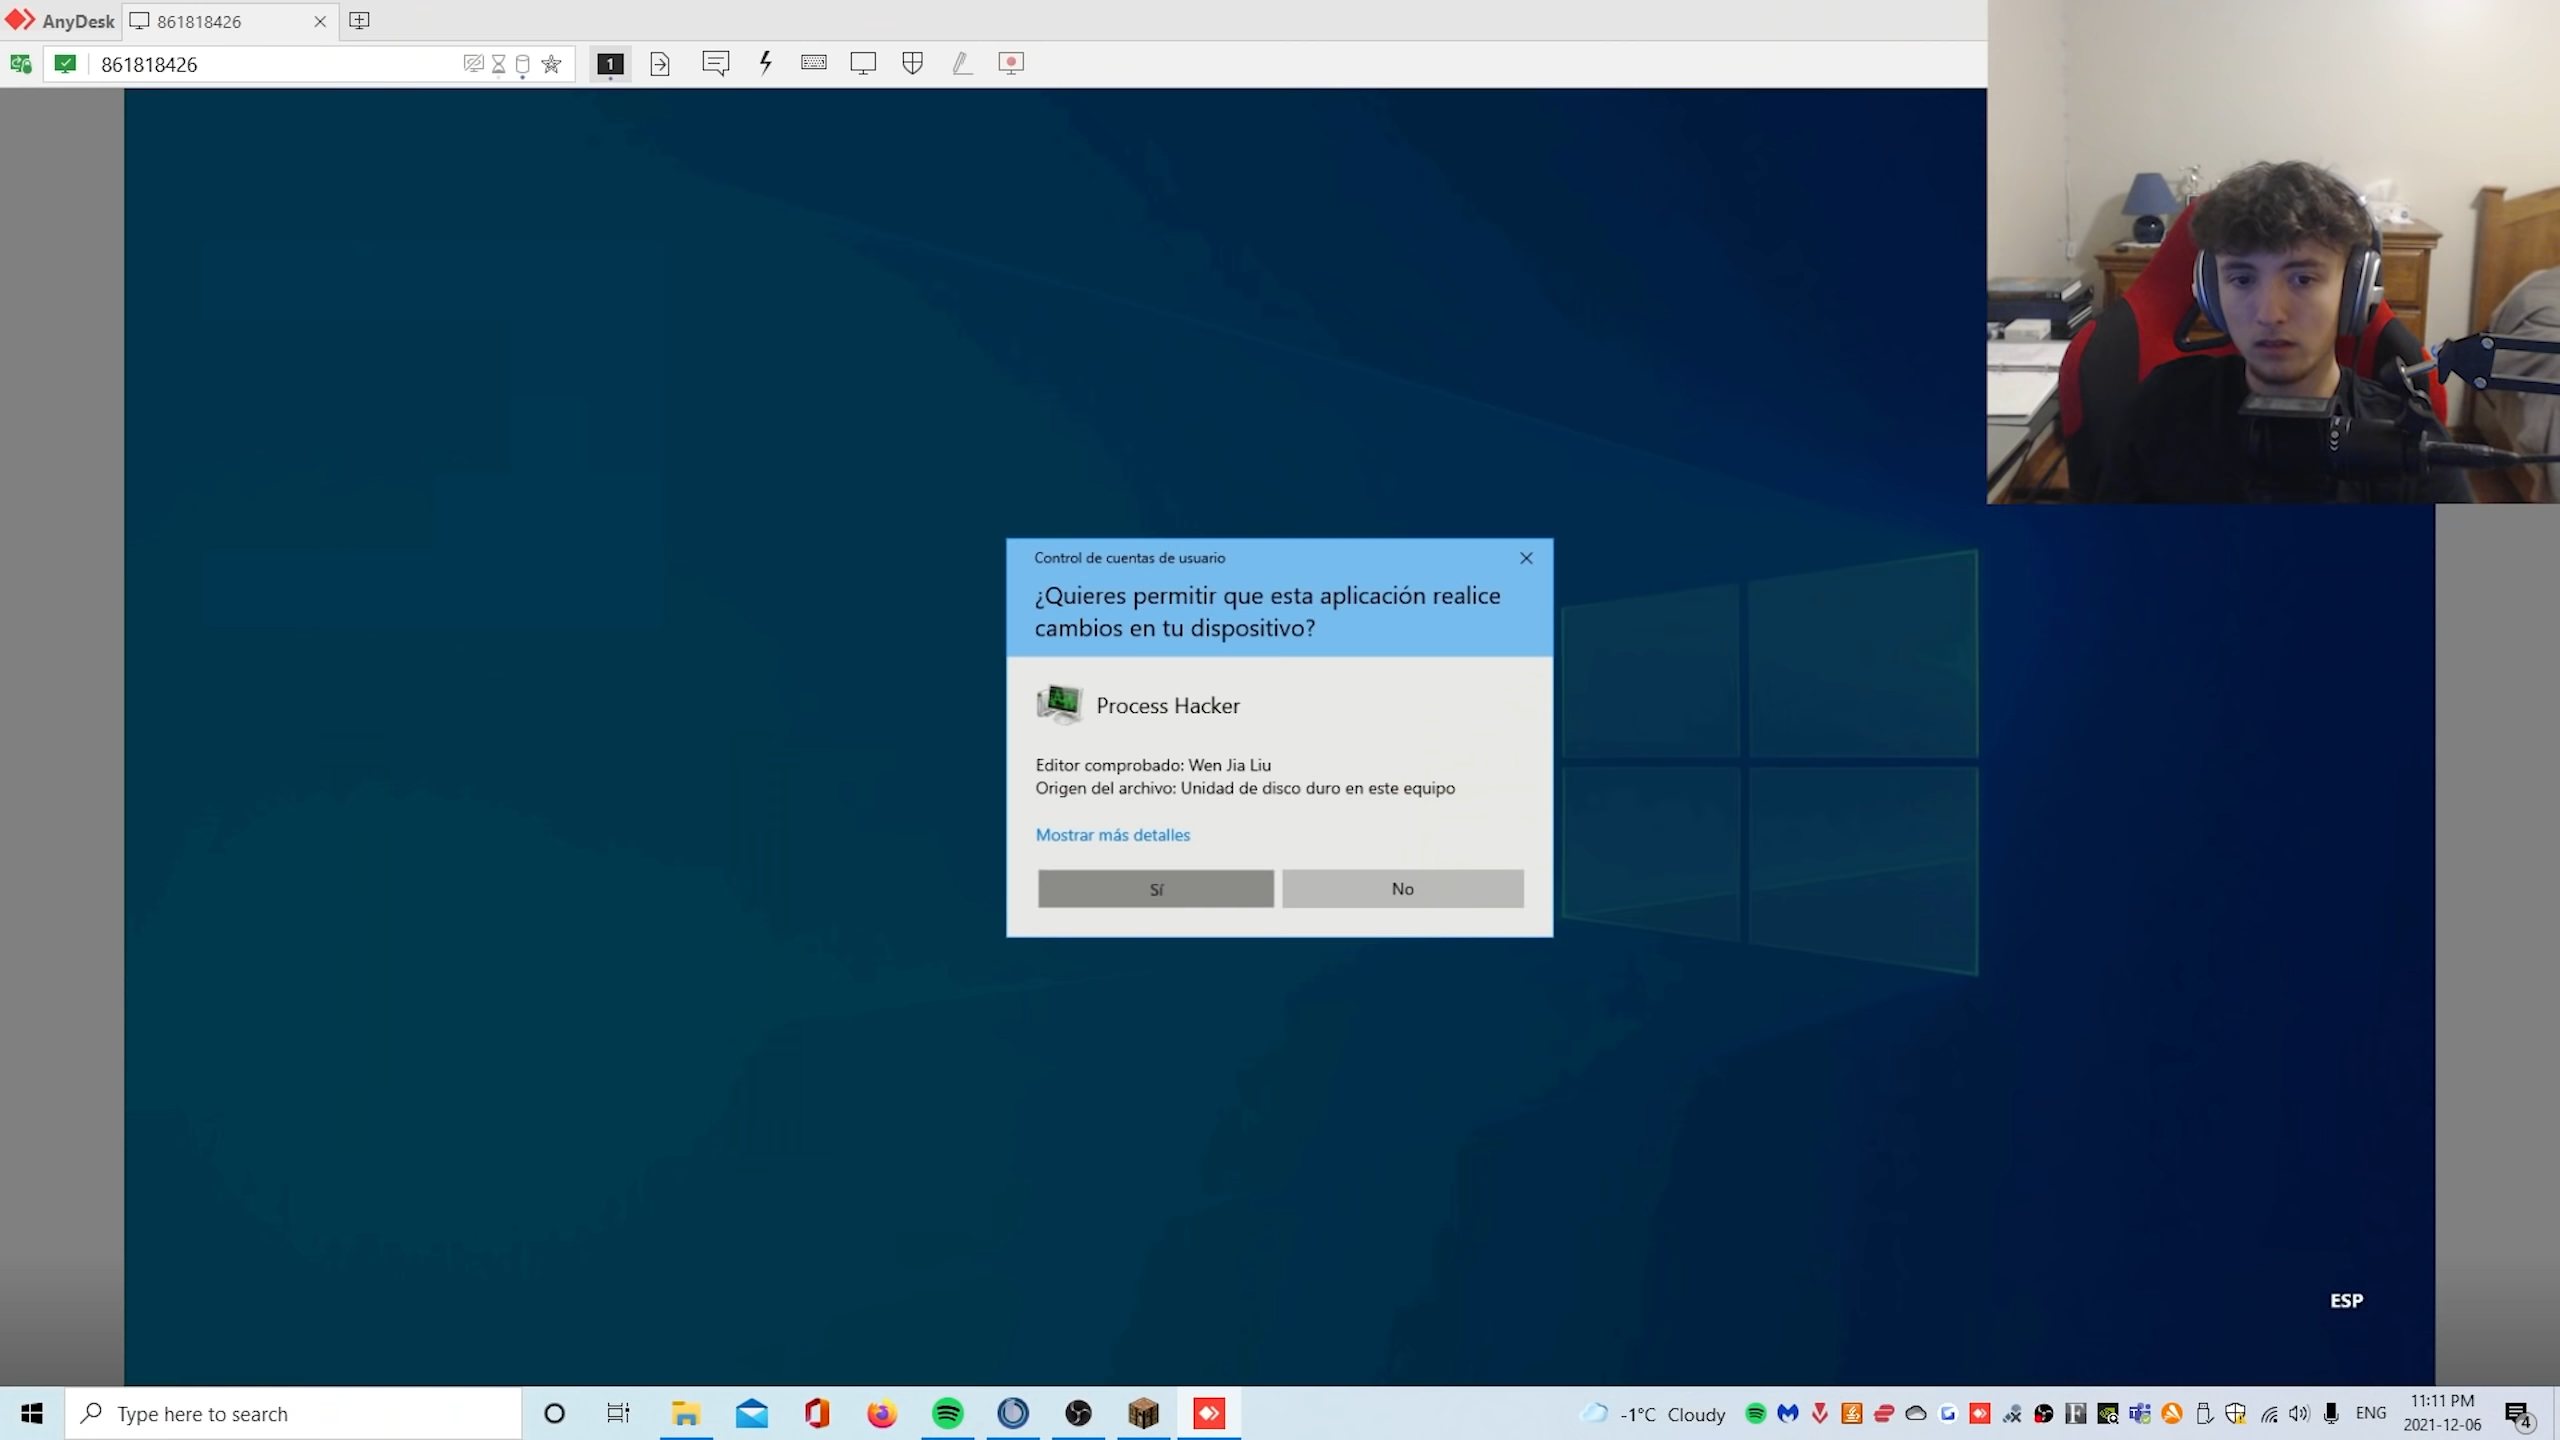 AnyDesk
861818426
861818426
1
Control de cuentas de usuario
¿Quieres permitir que esta aplicación realice
cambios en tu dispositivo?
Process Hacker
Editor comprobado: Wen Jia Liu
Origen del archivo: Unidad de disco duro en este equipo
Mostrar más detalles
Sí
No
ESP
Type here to search
-1°C Cloudy
ENG
11:11 PM
2021-12-06
4